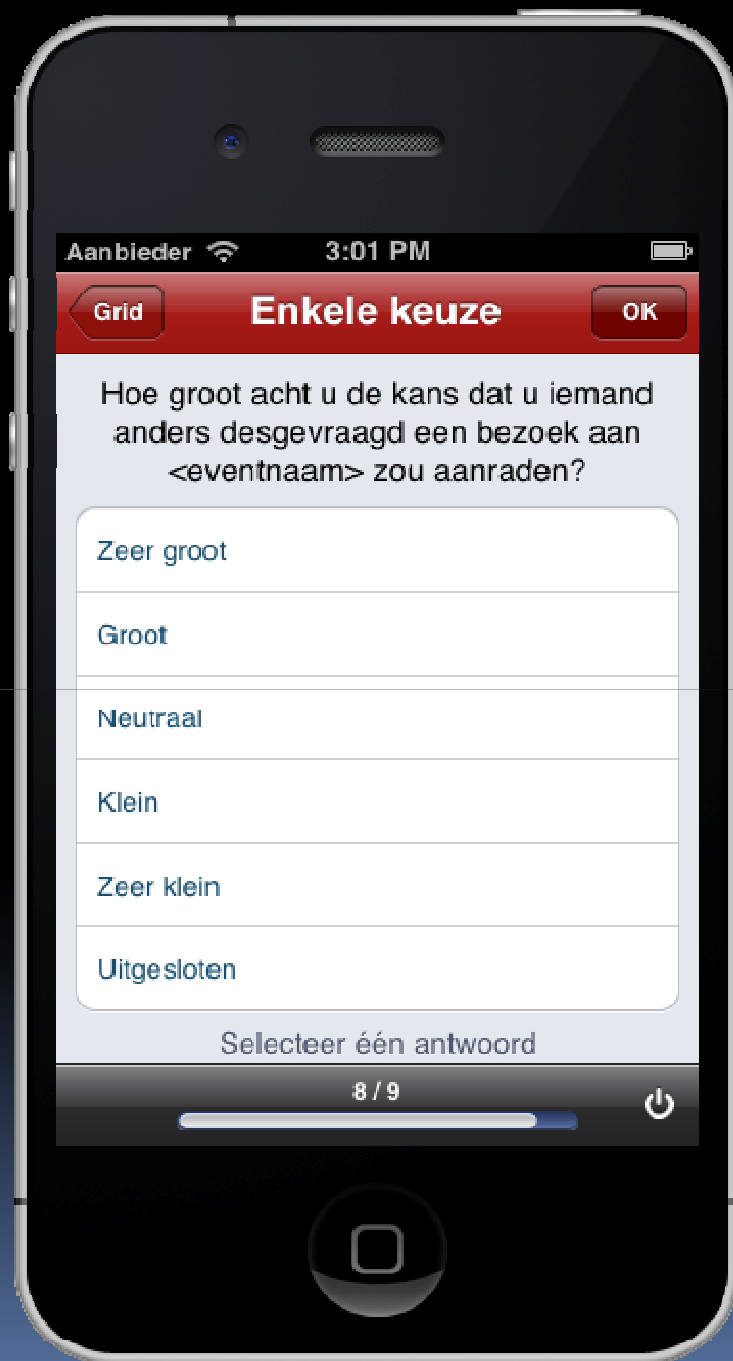 Aanbieder 3:01 PM
Grid Enkele keuze OK
Hoe groot acht u de kans dat u iemand
anders desgevraagd een bezoek aan
<eventnaam> zou aanraden?
Zeer groot
Groot
Neutraal
Klein
Zeer klein
Uitgesloten
Selecteer één antwoord
8 / 9